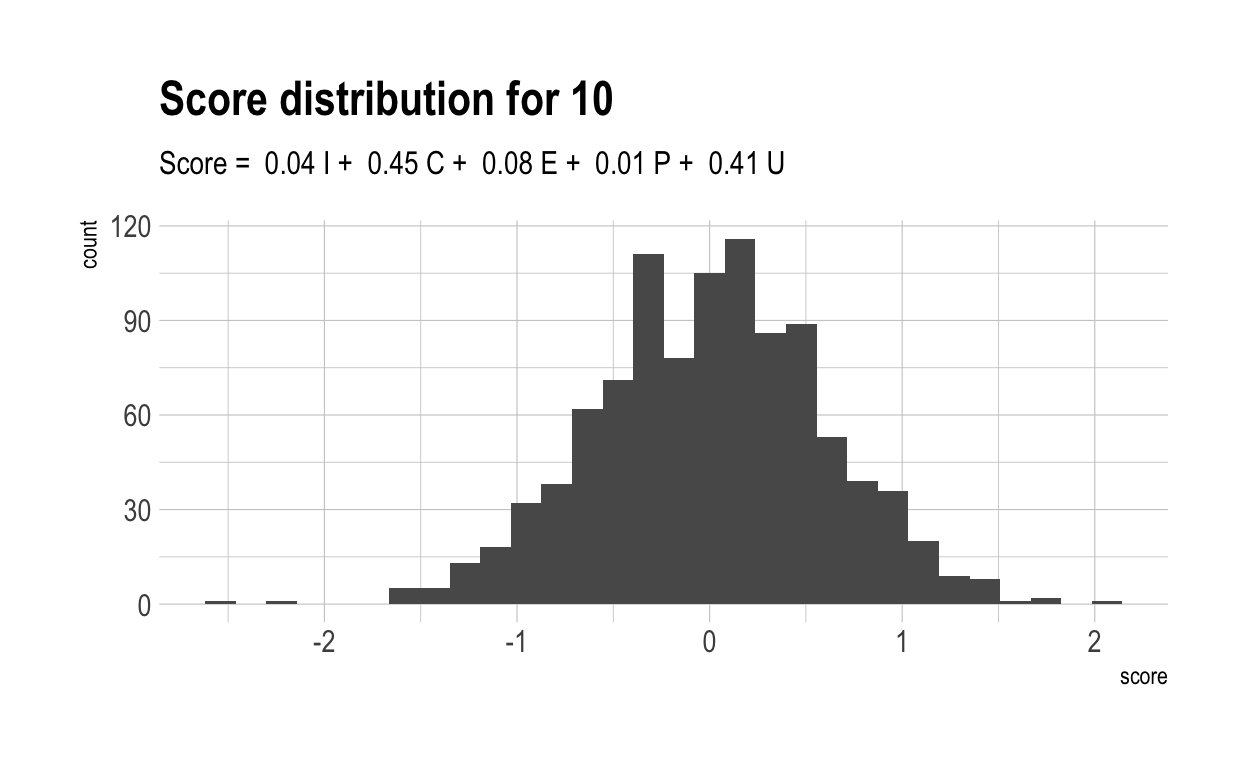 Score distribution for 10
Score =  0.04 I +  0.45 C +  0.08 E +  0.01 P +  0.41 U
count
120
90
60
30
0
-2 -1 0 1 2
score